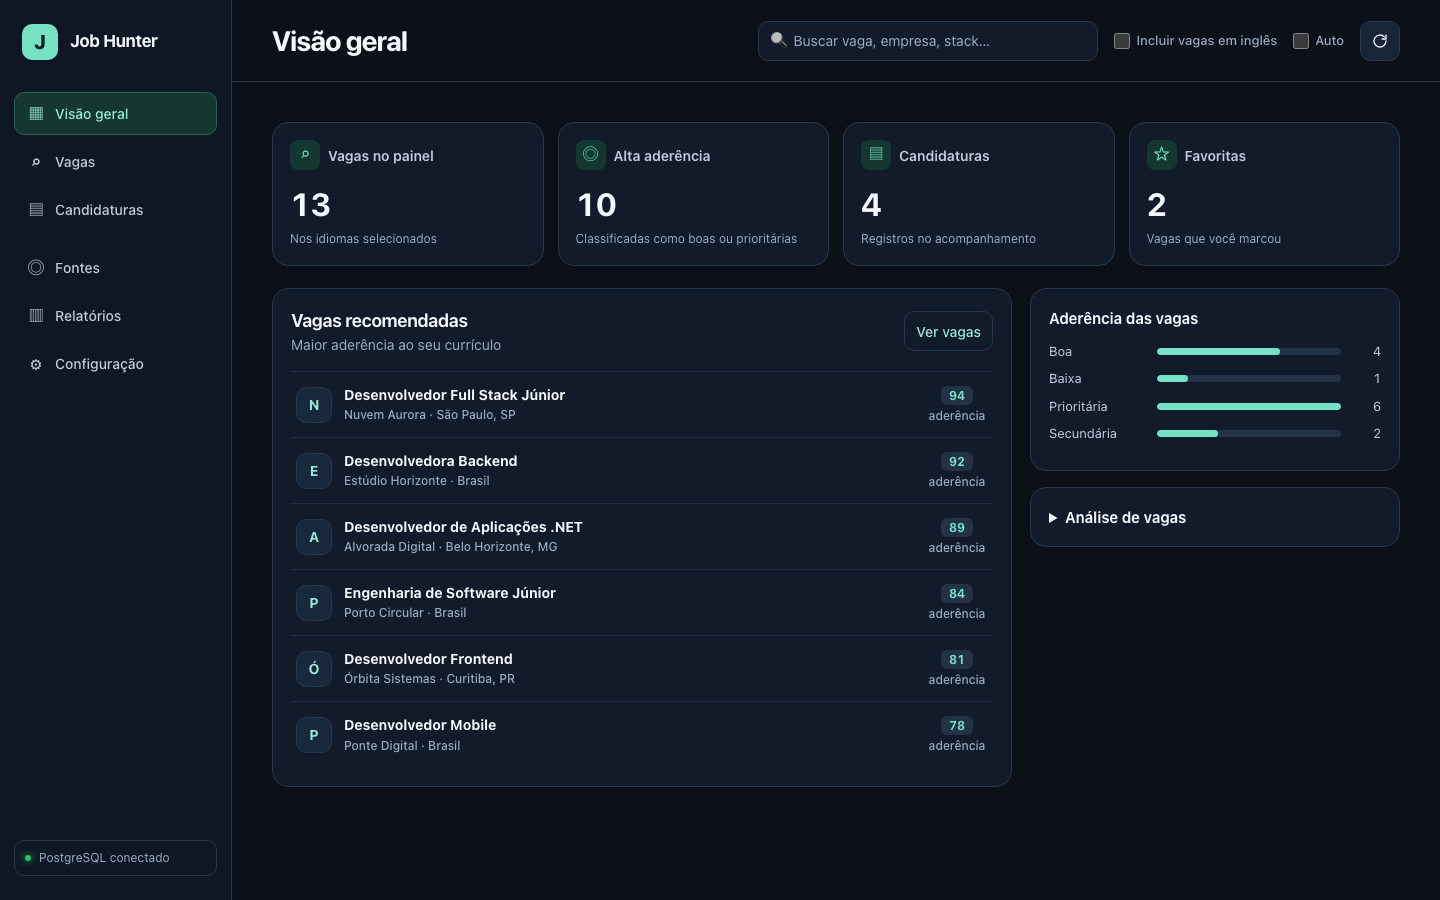 J
Job Hunter
Visão geral
Vagas
Candidaturas
Fontes
Relatórios
Configuração
PostgreSQL conectado
Visão geral
Buscar vaga, empresa, stack...
Incluir vagas em inglês
Auto
Vagas no painel
13
Nos idiomas selecionados
Alta aderência
10
Classificadas como boas ou prioritárias
Candidaturas
4
Registros no acompanhamento
Favoritas
2
Vagas que você marcou
Vagas recomendadas
Maior aderência ao seu currículo
Ver vagas
N
Desenvolvedor Full Stack Júnior
Nuvem Aurora · São Paulo, SP
94
aderência
E
Desenvolvedora Backend
Estúdio Horizonte · Brasil
92
aderência
A
Desenvolvedor de Aplicações .NET
Alvorada Digital · Belo Horizonte, MG
89
aderência
P
Engenharia de Software Júnior
Porto Circular · Brasil
84
aderência
Ó
Desenvolvedor Frontend
Órbita Sistemas · Curitiba, PR
81
aderência
P
Desenvolvedor Mobile
Ponte Digital · Brasil
78
aderência
Aderência das vagas
Boa 4
Baixa 1
Prioritária 6
Secundária 2
Análise de vagas